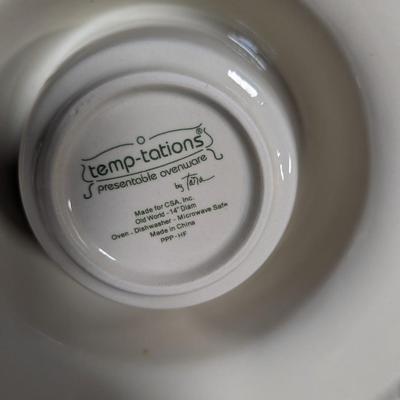 temp-tations®
presentable ovenware
by Tara
Made for CSA, Inc.
Old World - 14" Diam
Oven - Dishwasher - Microwave Safe
Made in China
PPP - HF